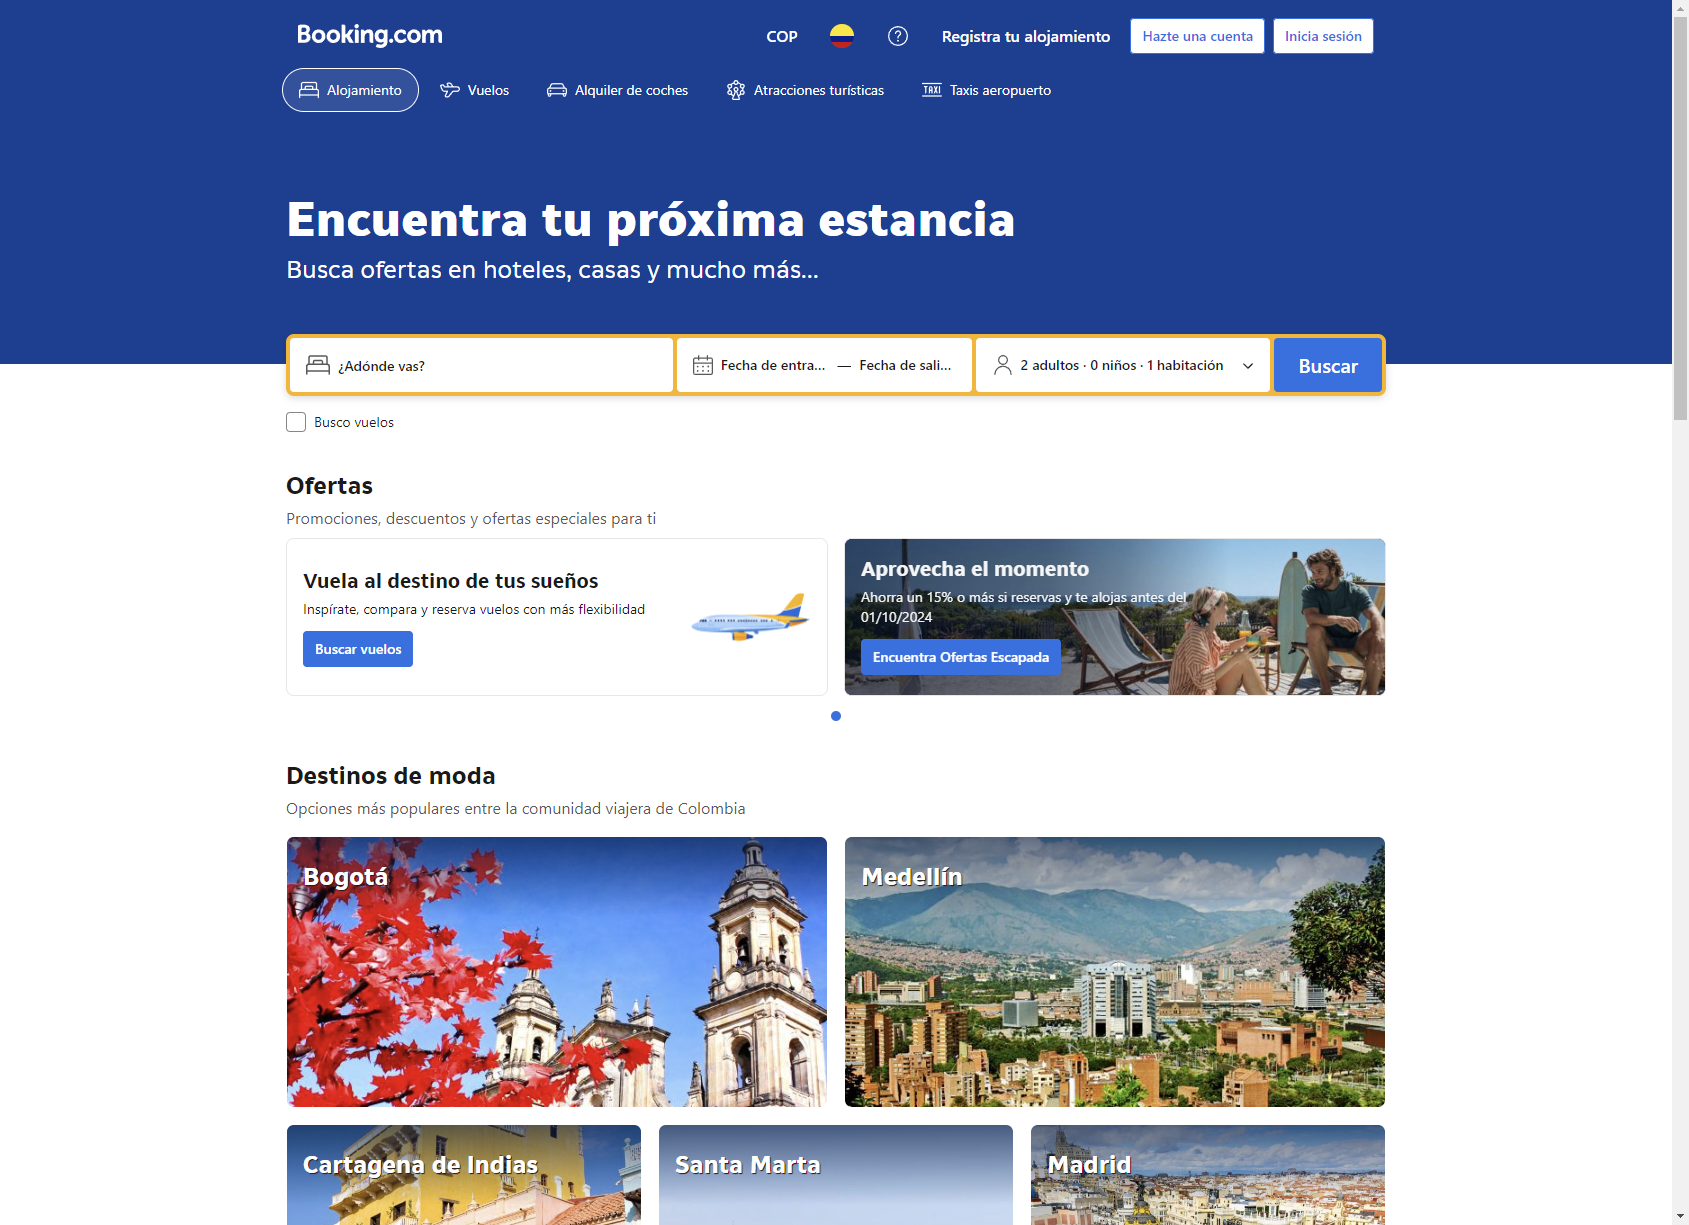 Booking.com
COP
Registra tu alojamiento
Hazte una cuenta
Inicia sesión
Alojamiento
Vuelos
Alquiler de coches
Atracciones turísticas
TAXI
Taxis aeropuerto
Encuentra tu próxima estancia
Busca ofertas en hoteles, casas y mucho más...
¿Adónde vas?
Fecha de entra... — Fecha de sali...
2 adultos · 0 niños · 1 habitación
Buscar
Busco vuelos
Ofertas
Promociones, descuentos y ofertas especiales para ti
Vuela al destino de tus sueños
Inspírate, compara y reserva vuelos con más flexibilidad
Buscar vuelos
Aprovecha el momento
Ahorra un 15% o más si reservas y te alojas antes del
01/10/2024
Encuentra Ofertas Escapada
Destinos de moda
Opciones más populares entre la comunidad viajera de Colombia
Bogotá
Medellín
Cartagena de Indias
Santa Marta
Madrid